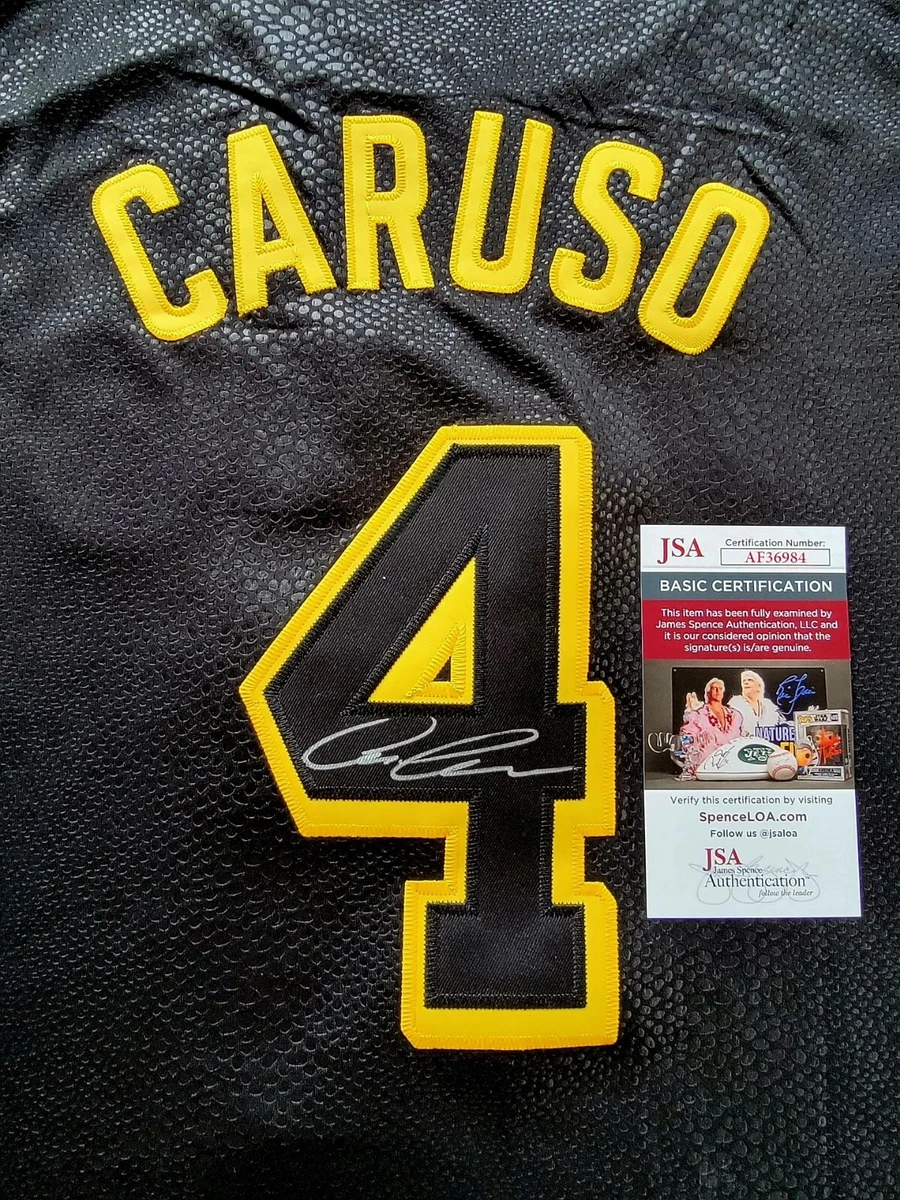 CARUSO
4
JSA
Certification Number:
AF36984
BASIC CERTIFICATION
This item has been fully examined by
James Spence Authentication, LLC and
it is our considered opinion that the
signature(s) is/are genuine.
NATURE
JETS
Verify this certification by visiting
SpenceLOA.com
Follow us @jsaloa
JSA
James Spence
Authentication
follow the leader